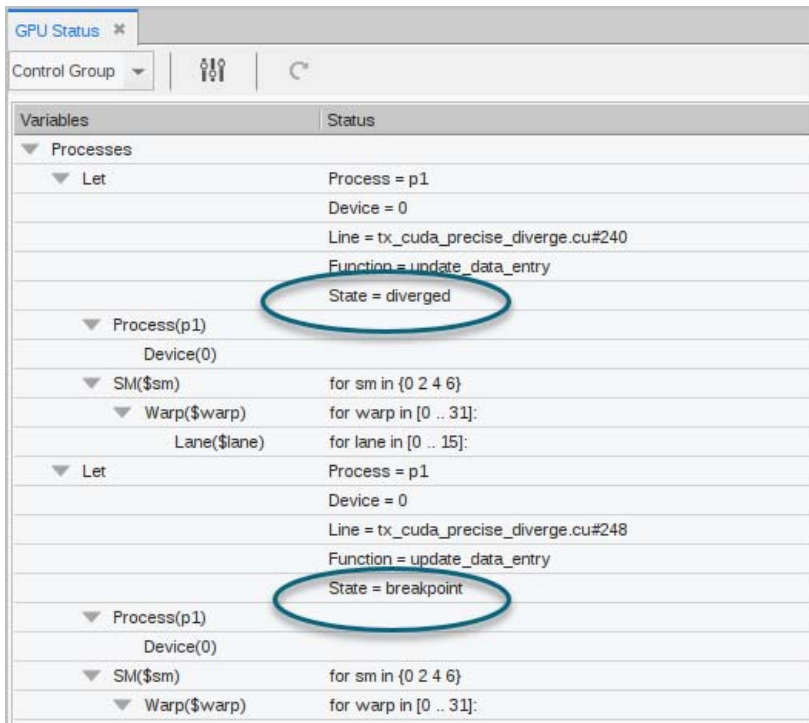 GPU Status
Control Group
Variables Status
Processes
Let Process = p1
Device = 0
Line = tx_cuda_precise_diverge.cu#240
Function = update_data_entry
State = diverged
Process(p1)
Device(0)
SM($sm) for sm in {0 2 4 6}
Warp($warp) for warp in [0 .. 31]:
Lane($lane) for lane in [0 .. 15]:
Let Process = p1
Device = 0
Line = tx_cuda_precise_diverge.cu#248
Function = update_data_entry
State = breakpoint
Process(p1)
Device(0)
SM($sm) for sm in {0 2 4 6}
Warp($warp) for warp in [0 .. 31]: